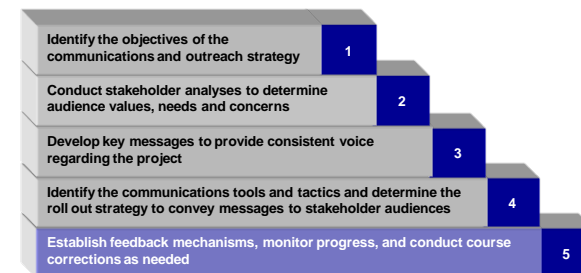 Identify the objectives of the
communications and outreach strategy
1
Conduct stakeholder analyses to determine
audience values, needs and concerns
2
Develop key messages to provide consistent voice
regarding the project
3
Identify the communications tools and tactics and determine the
roll out strategy to convey messages to stakeholder audiences
4
Establish feedback mechanisms, monitor progress, and conduct course
corrections as needed
5